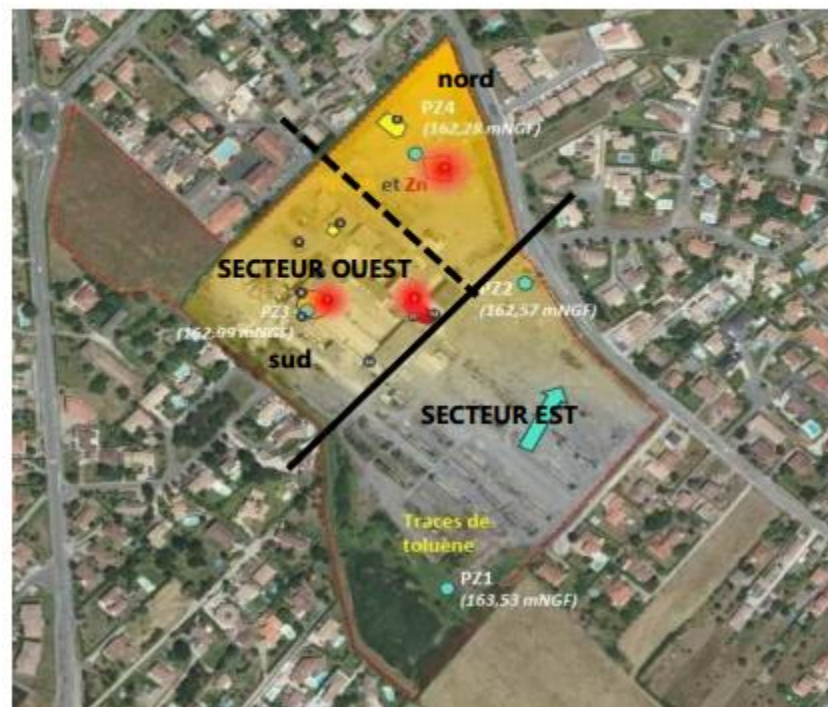 nord
PZ4
(162,28 mNGF)
et Zn
SECTEUR OUEST
PZ2
(162,57 mNGF)
PZ3
(162,99 mNGF)
sud
SECTEUR EST
Traces de
toluène
PZ1
(163,53 mNGF)